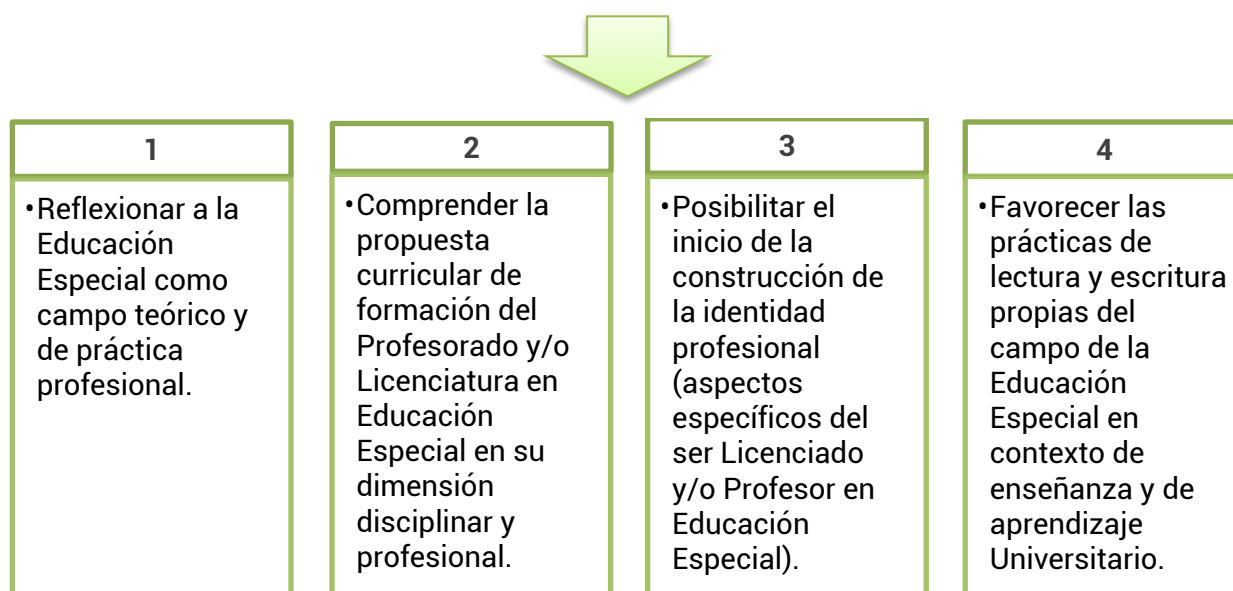 1
•Reflexionar a la
Educación
Especial como
campo teórico y
de práctica
profesional.
2
•Comprender la
propuesta
curricular de
formación del
Profesorado y/o
Licenciatura en
Educación
Especial en su
dimensión
disciplinar y
profesional.
3
•Posibilitar el
inicio de la
construcción de
la identidad
profesional
(aspectos
específicos del
ser Licenciado
y/o Profesor en
Educación
Especial).
4
•Favorecer las
prácticas de
lectura y escritura
propias del
campo de la
Educación
Especial en
contexto de
enseñanza y de
aprendizaje
Universitario.